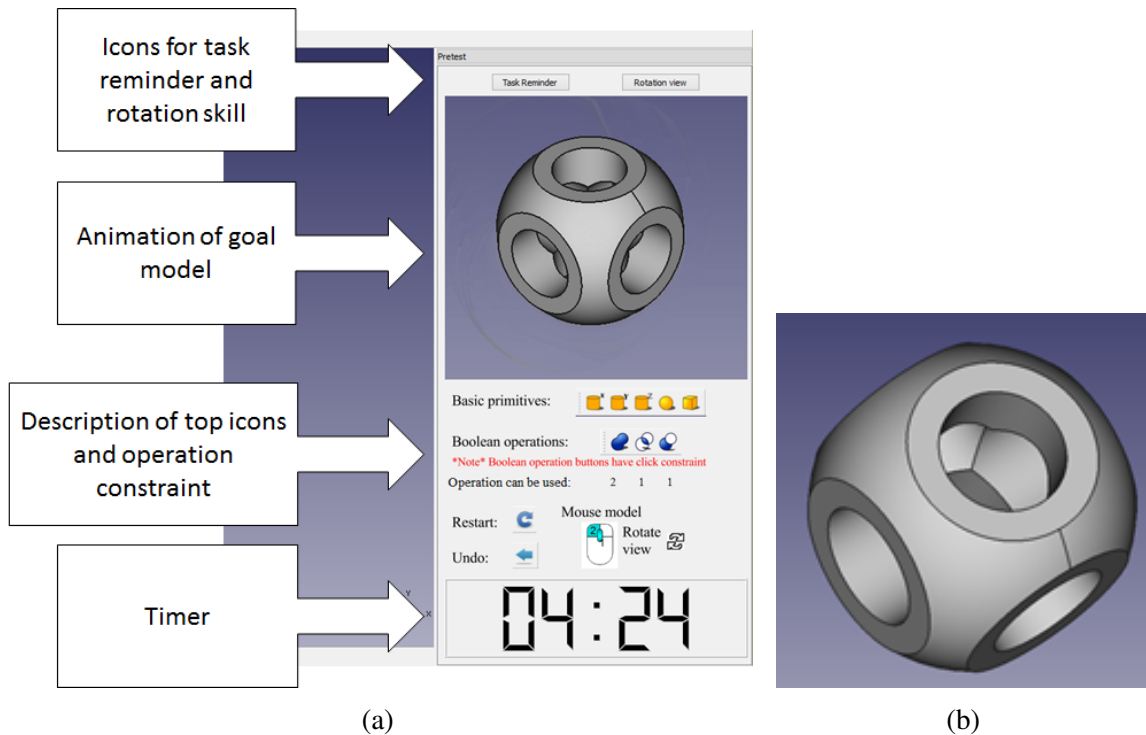 Icons for task
reminder and
rotation skill
Animation of goal
model
Description of top icons
and operation
constraint
Timer
Pretest
Task Reminder
Rotation view
Basic primitives:
X Y Z
Boolean operations:
*Note* Boolean operation buttons have click constraint
Operation can be used: 2 1 1
Restart:
Mouse model
2
Rotate
view
Undo:
Y
X
04:24
(a)
(b)